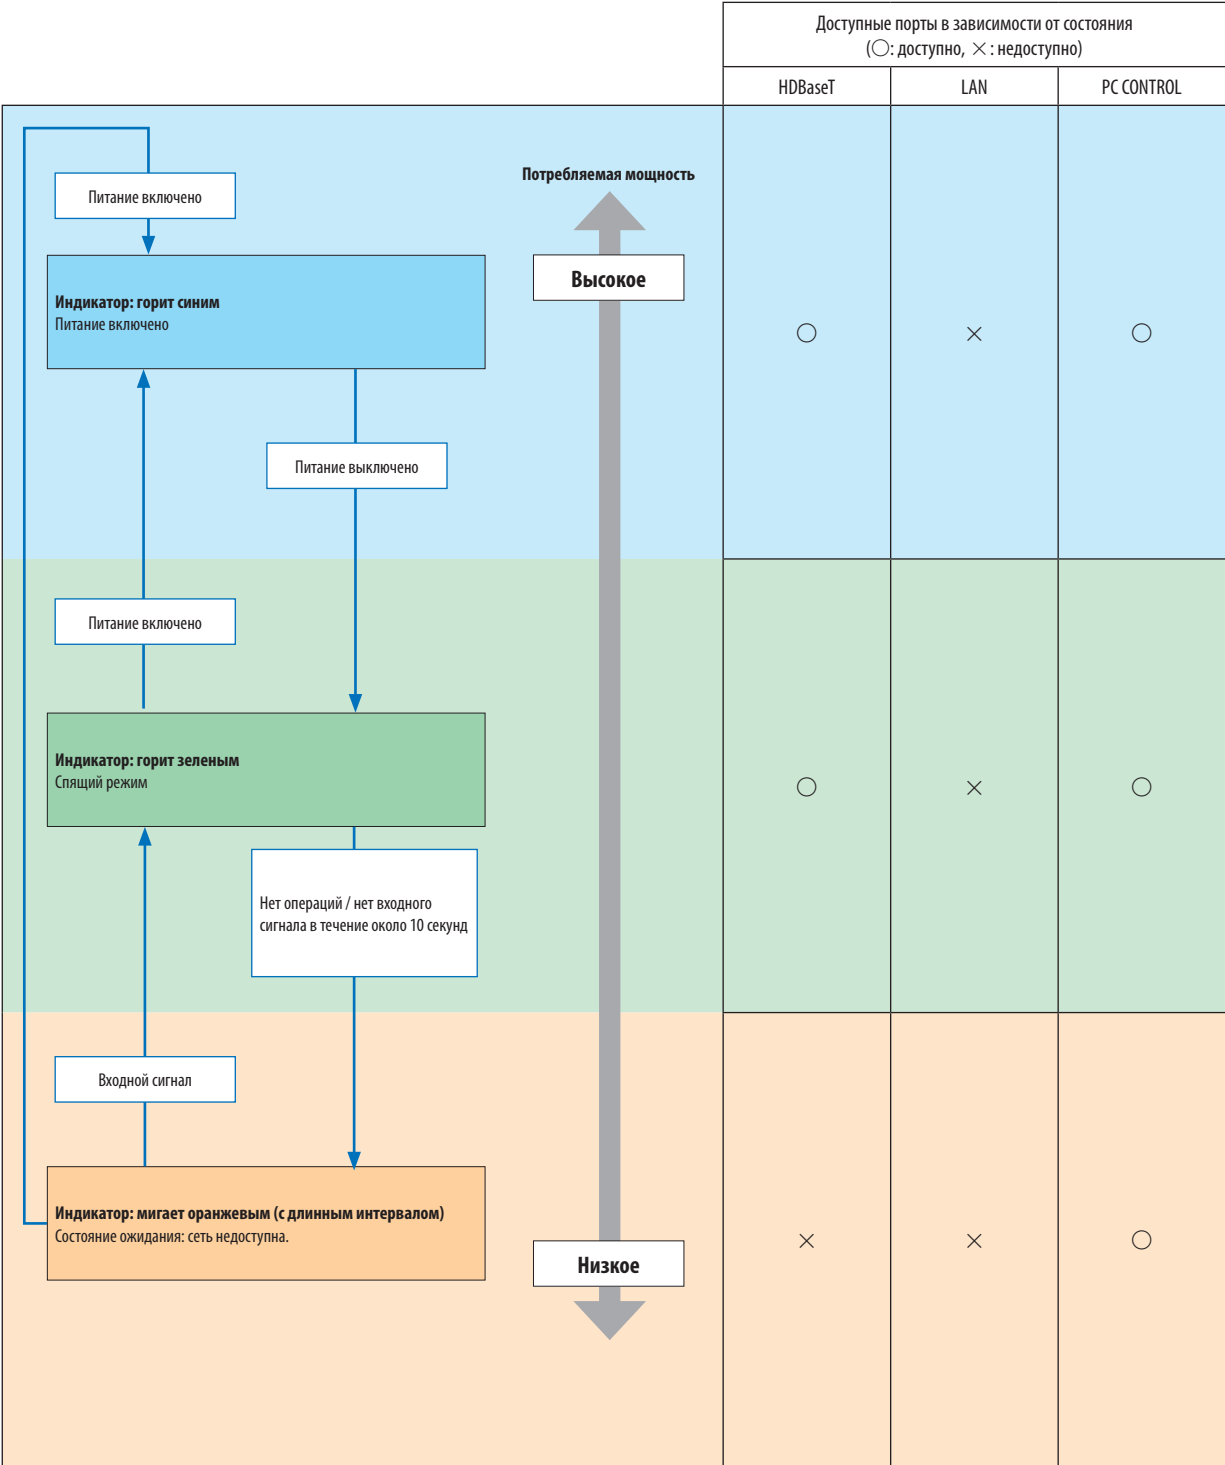 Доступные порты в зависимости от состояния
(○: доступно, ×: недоступно)
HDBaseT
LAN
PC CONTROL
Потребляемая мощность
Питание включено
Высокое
Индикатор: горит синим
Питание включено
○
×
○
Питание выключено
Питание включено
Индикатор: горит зеленым
Спящий режим
○
×
○
Нет операций / нет входного
сигнала в течение около 10 секунд
Входной сигнал
Индикатор: мигает оранжевым (с длинным интервалом)
Состояние ожидания: сеть недоступна.
Низкое
×
×
○